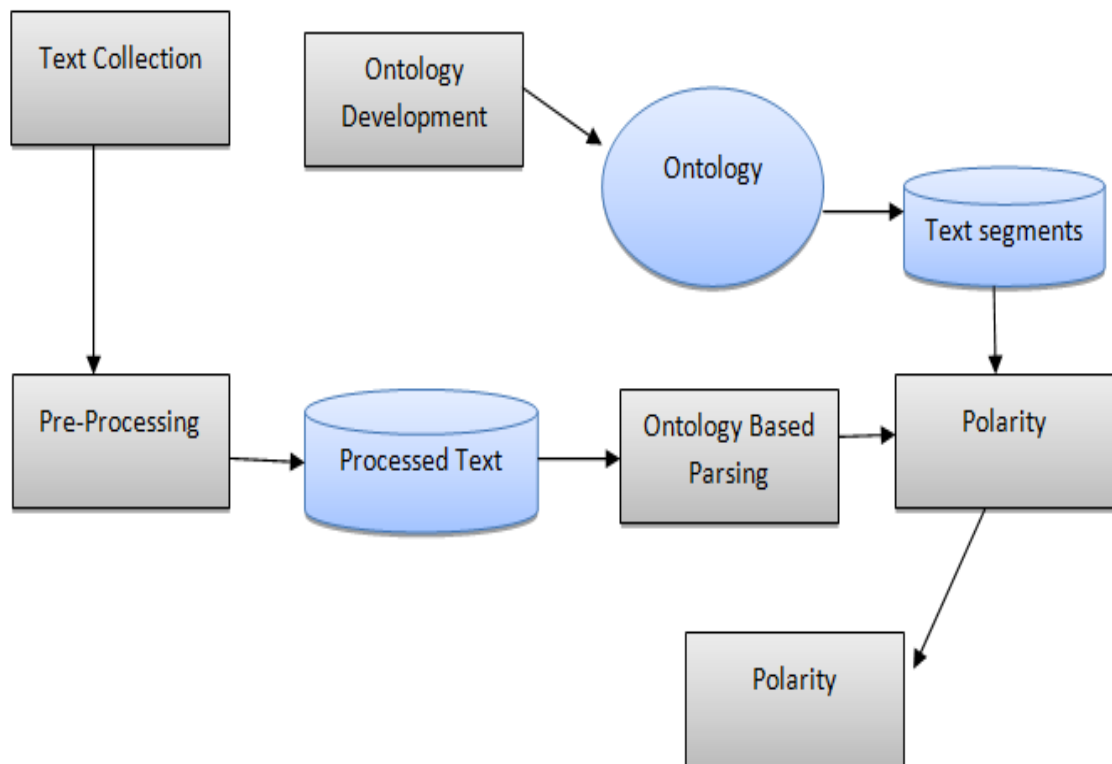 Text Collection
Ontology
Development
Ontology
Text segments
Pre-Processing
Processed Text
Ontology Based
Parsing
Polarity
Polarity